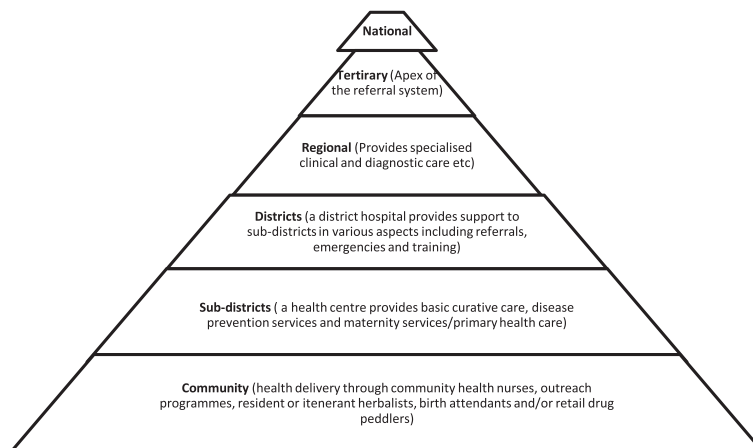 National
Tertirary (Apex of
the referral system)
Regional (Provides specialised
clinical and diagnostic care etc)
Districts (a district hospital provides support to
sub-districts in various aspects including referrals,
emergencies and training)
Sub-districts ( a health centre provides basic curative care, disease
prevention services and maternity services/primary health care)
Community (health delivery through community health nurses, outreach
programmes, resident or itenerant herbalists, birth attendants and/or retail drug
peddlers)